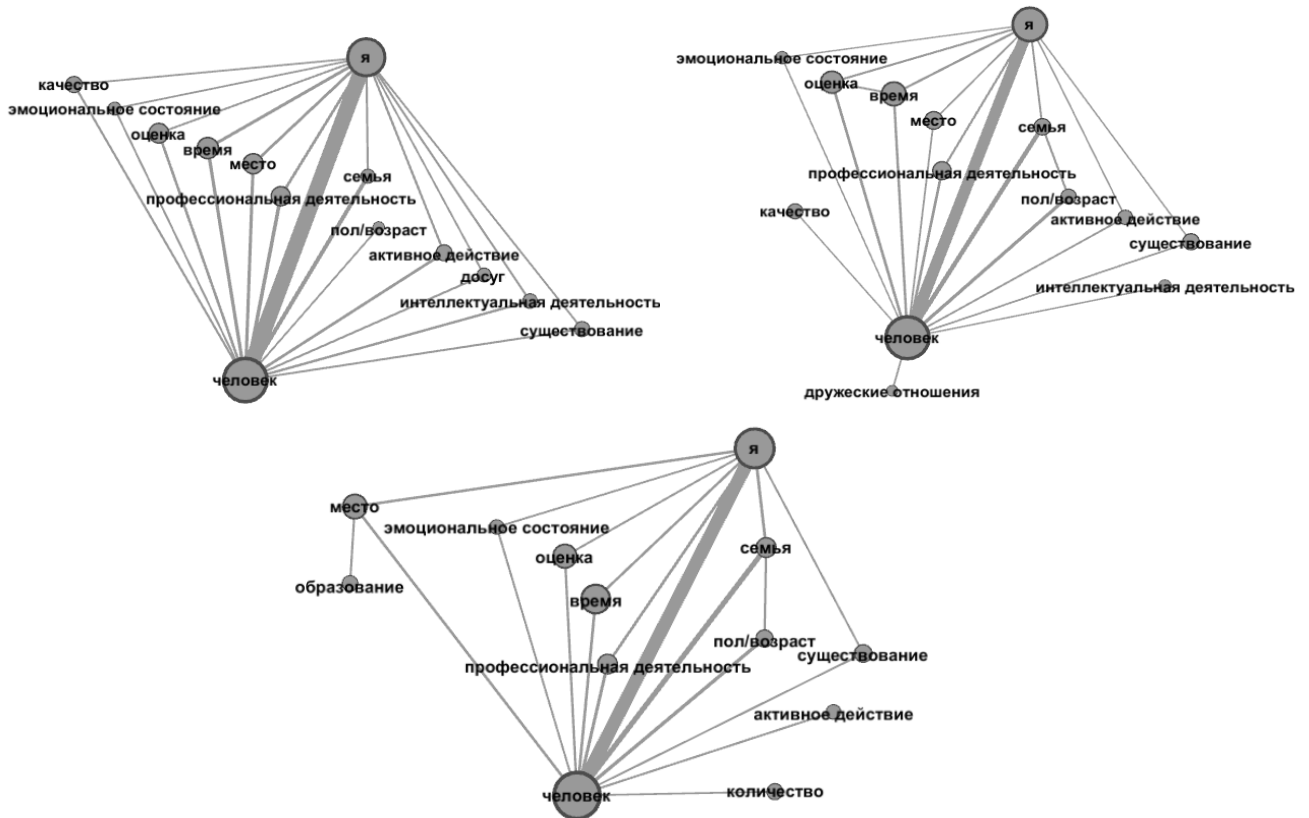 я
качество
эмоциональное состояние
оценка
время
место
семья
профессиональная деятельность
пол/возраст
активное действие
досуг
интеллектуальная деятельность
существование
человек
я
эмоциональное состояние
оценка
время
место
семья
профессиональная деятельность
пол/возраст
качество
активное действие
существование
интеллектуальная деятельность
человек
дружеские отношения
я
место
эмоциональное состояние
семья
оценка
образование
время
пол/возраст
существование
профессиональная деятельность
активное действие
человек
количество